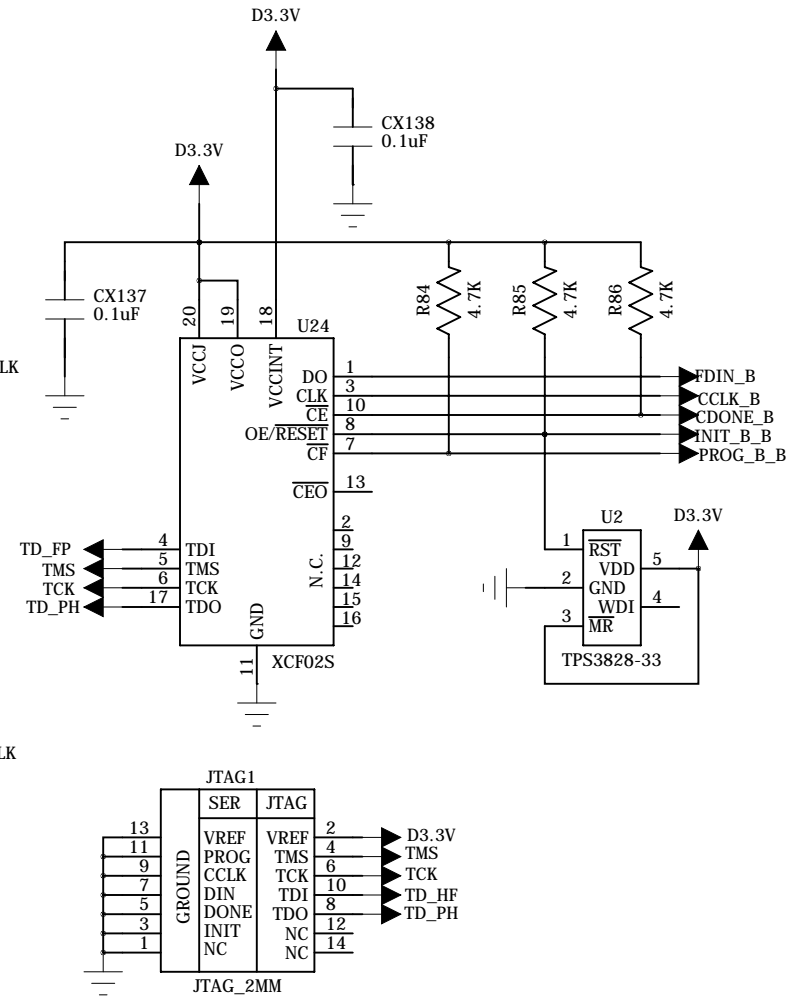 D3.3V
CX138
0.1uF
D3.3V
CX137
0.1uF
R84
4.7K
R85
4.7K
R86
4.7K
LK
20
19
18
U24
VCCJ
VCCO
VCCINT
DO 1 FDIN_B
CLK 3 CCLK_B
CE 10 CDONE_B
OE/RESET 8 INIT_B_B
CF 7 PROG_B_B
CEO 13
2
9
12
14
15
16
N.C.
TD_FP 4 TDI
TMS 5 TMS
TCK 6 TCK
TD_PH 17 TDO
GND
11
XCF02S
U2
D3.3V
1 RST
VDD 5
2 GND
WDI 4
3 MR
TPS3828-33
LK
JTAG1
SER JTAG
GROUND
13 VREF VREF 2 D3.3V
11 PROG TMS 4 TMS
9 CCLK TCK 6 TCK
7 DIN TDI 10 TD_HF
5 DONE TDO 8 TD_PH
3 INIT NC 12
1 NC NC 14
JTAG_2MM